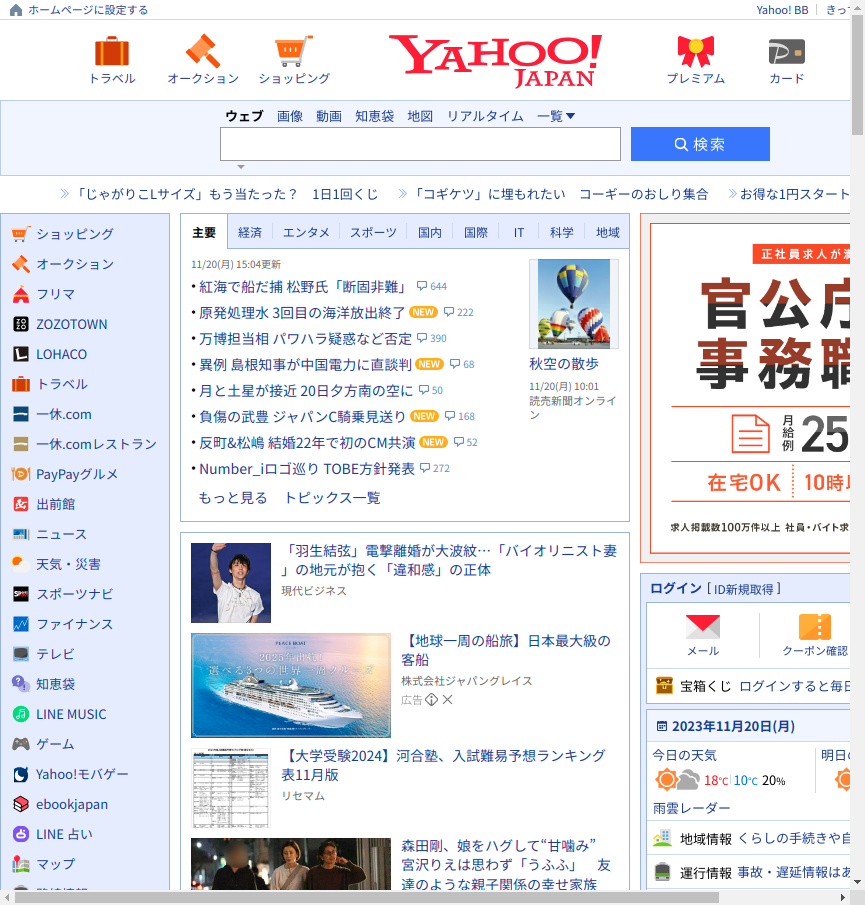 ホームページに設定する
Yahoo! BB
きっ
トラベル
オークション
ショッピング
YAHOO!
JAPAN
プレミアム
カード
ウェブ 画像 動画 知恵袋 地図 リアルタイム 一覧
検索
「じゃがりこLサイズ」もう当たった？ 1日1回くじ
「コギケツ」に埋もれたい コーギーのおしり集合
お得な1円スタート
ショッピング
オークション
フリマ
ZOZOTOWN
LOHACO
トラベル
一休.com
一休.comレストラン
PayPayグルメ
出前館
ニュース
天気・災害
スポーツナビ
ファイナンス
テレビ
知恵袋
LINE MUSIC
ゲーム
Yahoo!モバゲー
ebookjapan
LINE 占い
マップ
主要 経済 エンタメ スポーツ 国内 国際 IT 科学 地域
11/20(月) 15:04更新
紅海で船だ捕 松野氏「断固非難」 644
原発処理水 3回目の海洋放出終了 NEW 222
万博担当相 パワハラ疑惑など否定 390
異例 島根知事が中国電力に直談判 NEW 68
月と土星が接近 20日夕方南の空に 50
負傷の武豊 ジャパンC騎乗見送り NEW 168
反町&松嶋 結婚22年で初のCM共演 NEW 52
Number_iロゴ巡り TOBE方針発表 272
もっと見る トピックス一覧
秋空の散歩
11/20(月) 10:01
読売新聞オンライ
ン
「羽生結弦」電撃離婚が大波紋…「バイオリニスト妻
」の地元が抱く「違和感」の正体
現代ビジネス
PEACE BOAT
2025年出航！
選べる3つの世界一周クルーズ
【地球一周の船旅】日本最大級の
客船
株式会社ジャパングレイス
広告
【大学受験2024】河合塾、入試難易予想ランキング
表11月版
リセマム
森田剛、娘をハグして“甘噛み”
宮沢りえは思わず「うふふ」 友
達のような親子関係の幸せ家族
正社員求人が満
官公庁
事務職
月給例
25
在宅OK
10時
求人掲載数100万件以上 社員・バイト求
ログイン [ ID新規取得 ]
メール
クーポン確認
宝箱くじ ログインすると毎日
2023年11月20日(月)
今日の天気
明日の
18℃ 10℃ 20%
雨雲レーダー
地域情報 くらしの手続きや自
運行情報 事故・遅延情報はあ